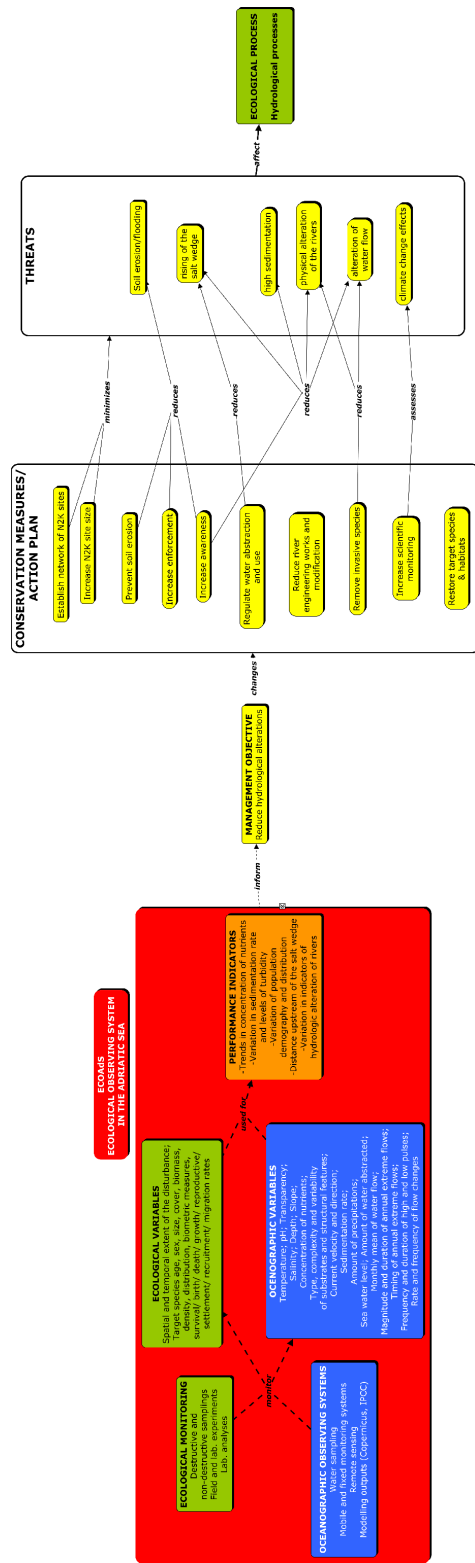 ECOAdS
ECOLOGICAL OBSERVING SYSTEM
IN THE ADRIATIC SEA
ECOLOGICAL MONITORING
Destructive and
non-destructive samplings
Field and lab. experiments
Lab. analyses
OCEANOGRAPHIC OBSERVING SYSTEMS
Water sampling
Mobile and fixed monitoring systems
Remote sensing
Modelling outputs (Copernicus, IPCC)
monitor
ECOLOGICAL VARIABLES
Spatial and temporal extent of the disturbance;
Target species age, sex, size, cover, biomass,
density, distribution, biometric measures,
survival/ birth/ death/ growth/ reproductive/
settlement/ recruitment/ migration rates
OCENOGRAPHIC VARIABLES
Temperature; pH; Transparency;
Salinity; Depth; Slope,
Concentration of nutrients;
Type, complexity and variability
of substrates and structural features;
Current velocity and direction;
Sedimentation rate;
Amount of precipitations;
Sea water level; Amount of water abstracted;
Monthly mean of water flow;
Magnitude and duration of annual extreme flows;
Timing of annual extreme flows;
Frequency and duration of high and low pulses;
Rate and frequency of flow changes
used for
PERFORMANCE INDICATORS
-Trends in concentration of nutrients
-Variation in sedimentation rate
and levels of turbidity
-Variation of population
demography and distribution
-Distance upstream of the salt wedge
-Variation in indicators of
hydrologic alteration of rivers
inform
MANAGEMENT OBJECTIVE
Reduce hydrological alterations
changes
CONSERVATION MEASURES/
ACTION PLAN
Establish network of N2K sites
Increase N2K site size
Prevent soil erosion
Increase enforcement
Increase awareness
Regulate water abstraction
and use
Reduce river
engineering works and
modification
Remove invasive species
Increase scientific
monitoring
Restore target species
& habitats
minimizes
reduces
reduces
reduces
reduces
assesses
THREATS
Soil erosion/flooding
rising of the
salt wedge
high sedimentation
physical alteration
of the rivers
alteration of
water flow
climate change effects
affect
ECOLOGICAL PROCESS
Hydrological processes